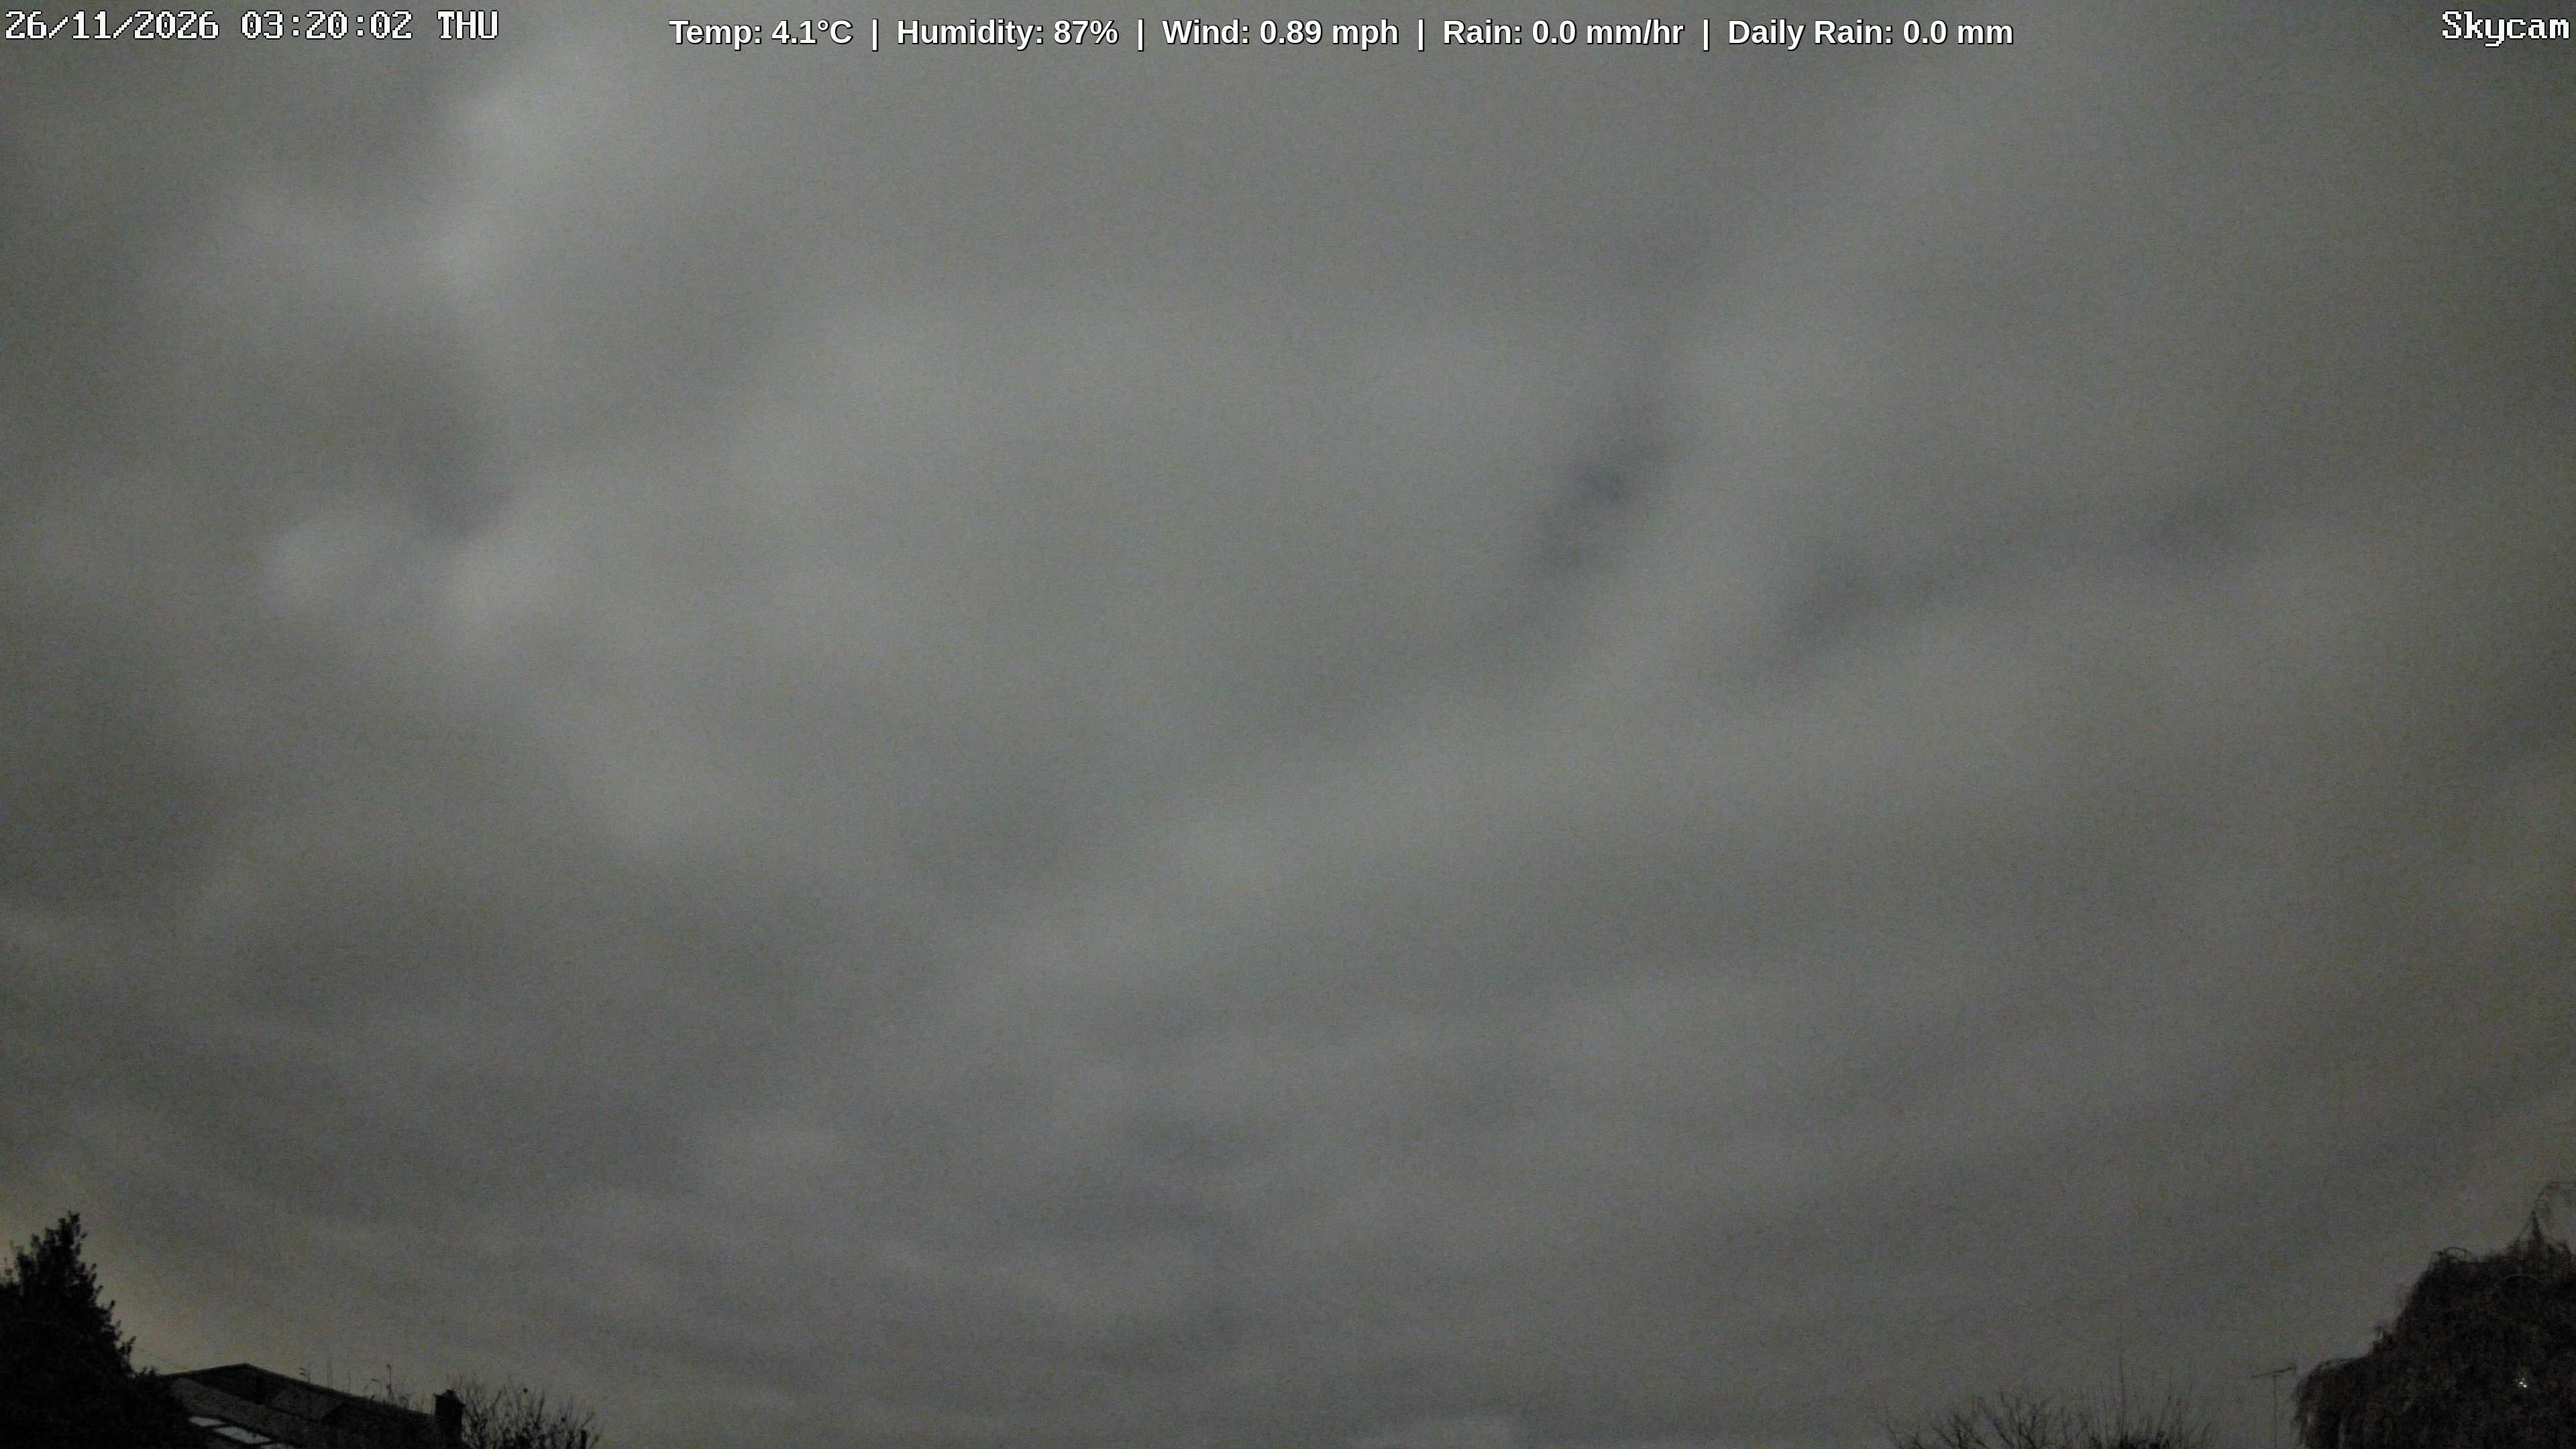 26/11/2026 03:20:02 THU
Temp: 4.1°C | Humidity: 87% | Wind: 0.89 mph | Rain: 0.0 mm/hr | Daily Rain: 0.0 mm
Skycam